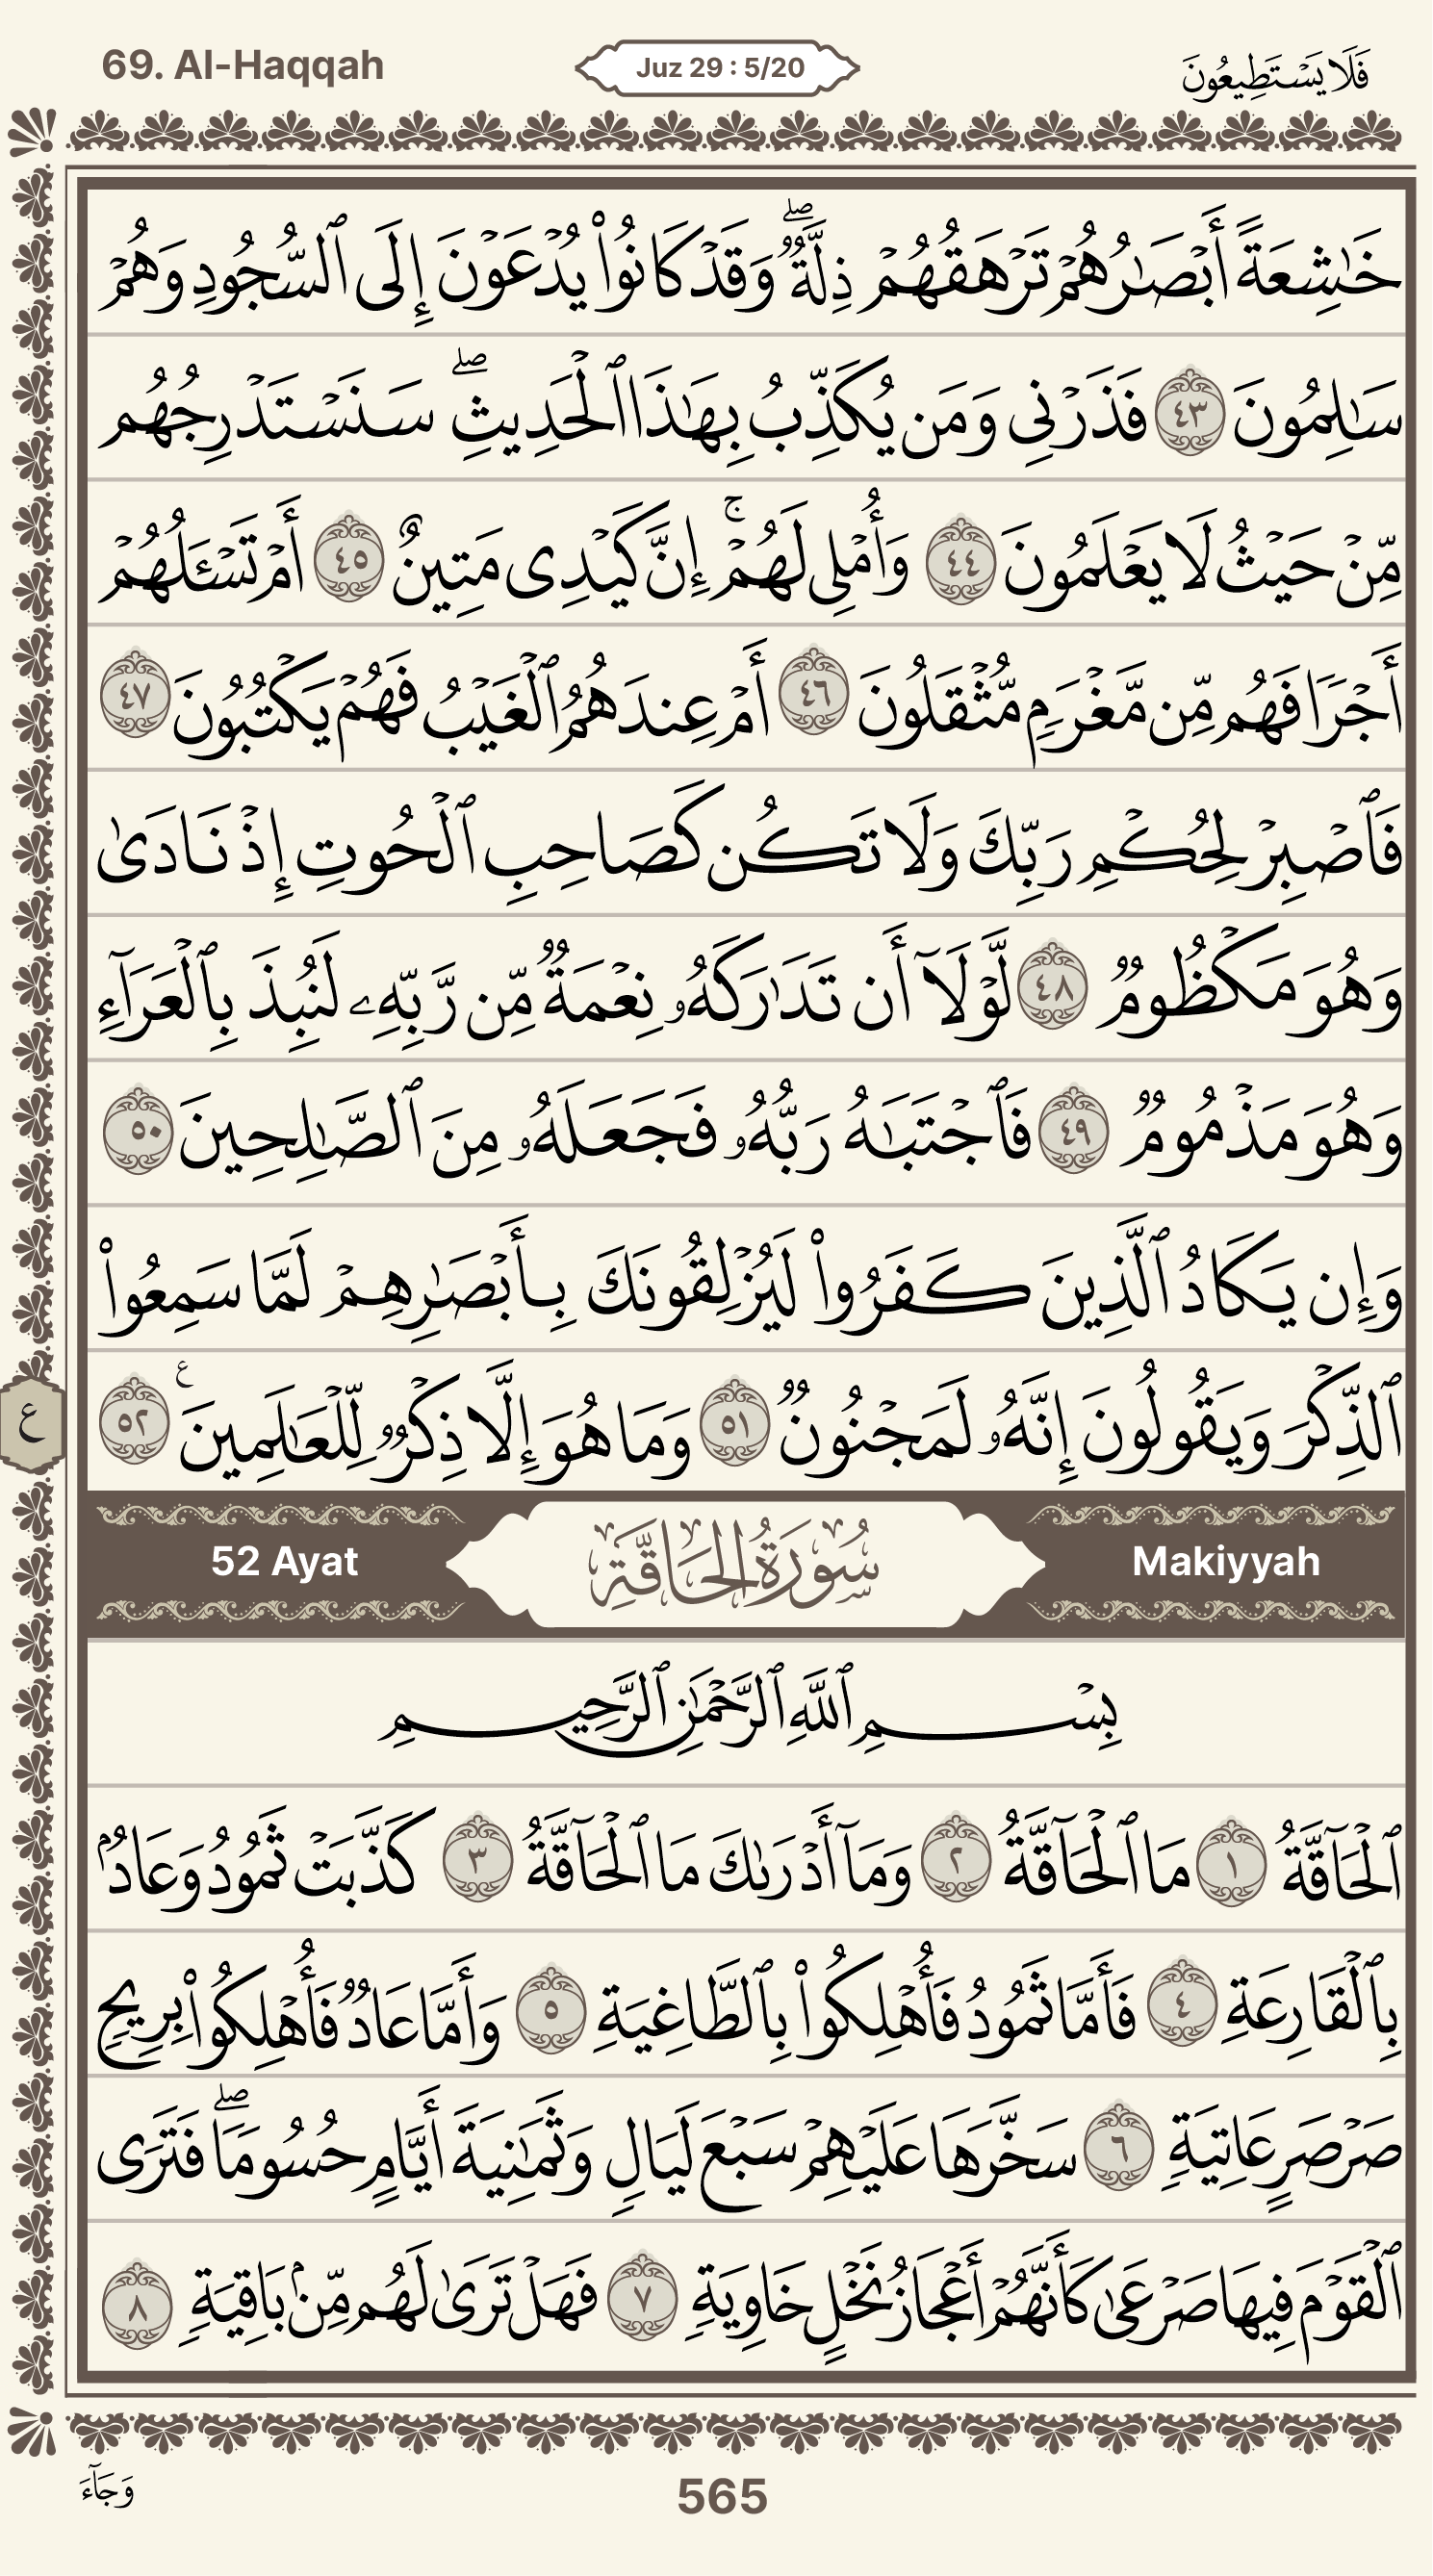 69. Al-Haqqah
Juz 29 : 5/20
فَلَا يَسْتَطِيعُونَ
خَٰشِعَةً أَبْصَٰرُهُمْ تَرْهَقُهُمْ ذِلَّةٌ ۖ وَقَدْ كَانُوا۟ يُدْعَوْنَ إِلَى ٱلسُّجُودِ وَهُمْ
سَٰلِمُونَ ٤٣ فَذَرْنِى وَمَن يُكَذِّبُ بِهَٰذَا ٱلْحَدِيثِ ۖ سَنَسْتَدْرِجُهُم
مِّنْ حَيْثُ لَا يَعْلَمُونَ ٤٤ وَأُمْلِى لَهُمْ ۚ إِنَّ كَيْدِى مَتِينٌ ٤٥ أَمْ تَسْـَٔلُهُمْ
أَجْرًا فَهُم مِّن مَّغْرَمٍ مُّثْقَلُونَ ٤٦ أَمْ عِندَهُمُ ٱلْغَيْبُ فَهُمْ يَكْتُبُونَ ٤٧
فَٱصْبِرْ لِحُكْمِ رَبِّكَ وَلَا تَكُن كَصَاحِبِ ٱلْحُوتِ إِذْ نَادَىٰ
وَهُوَ مَكْظُومٌ ٤٨ لَّوْلَآ أَن تَدَٰرَكَهُۥ نِعْمَةٌ مِّن رَّبِّهِۦ لَنُبِذَ بِٱلْعَرَآءِ
وَهُوَ مَذْمُومٌ ٤٩ فَٱجْتَبَٰهُ رَبُّهُۥ فَجَعَلَهُۥ مِنَ ٱلصَّٰلِحِينَ ٥٠
وَإِن يَكَادُ ٱلَّذِينَ كَفَرُوا۟ لَيُزْلِقُونَكَ بِأَبْصَٰرِهِمْ لَمَّا سَمِعُوا۟
ٱلذِّكْرَ وَيَقُولُونَ إِنَّهُۥ لَمَجْنُونٌ ٥١ وَمَا هُوَ إِلَّا ذِكْرٌ لِّلْعَٰلَمِينَ ع ٥٢
ع
Makiyyah
سُورَةُ الحَاقَّةِ
52 Ayat
بِسْمِ ٱللَّهِ ٱلرَّحْمَٰنِ ٱلرَّحِيمِ
ٱلْحَآقَّةُ ١ مَا ٱلْحَآقَّةُ ٢ وَمَآ أَدْرَىٰكَ مَا ٱلْحَآقَّةُ ٣ كَذَّبَتْ ثَمُودُ وَعَادُۢ
بِٱلْقَارِعَةِ ٤ فَأَمَّا ثَمُودُ فَأُهْلِكُوا۟ بِٱلطَّاغِيَةِ ٥ وَأَمَّا عَادٌ فَأُهْلِكُوا۟ بِرِيحٍ
صَرْصَرٍ عَاتِيَةٍ ٦ سَخَّرَهَا عَلَيْهِمْ سَبْعَ لَيَالٍ وَثَمَٰنِيَةَ أَيَّامٍ حُسُومًا ۖ فَتَرَى
ٱلْقَوْمَ فِيهَا صَرْعَىٰ كَأَنَّهُمْ أَعْجَازُ نَخْلٍ خَاوِيَةٍ ٧ فَهَلْ تَرَىٰ لَهُم مِّنۢ بَاقِيَةٍ ٨
565
وَجَآءَ